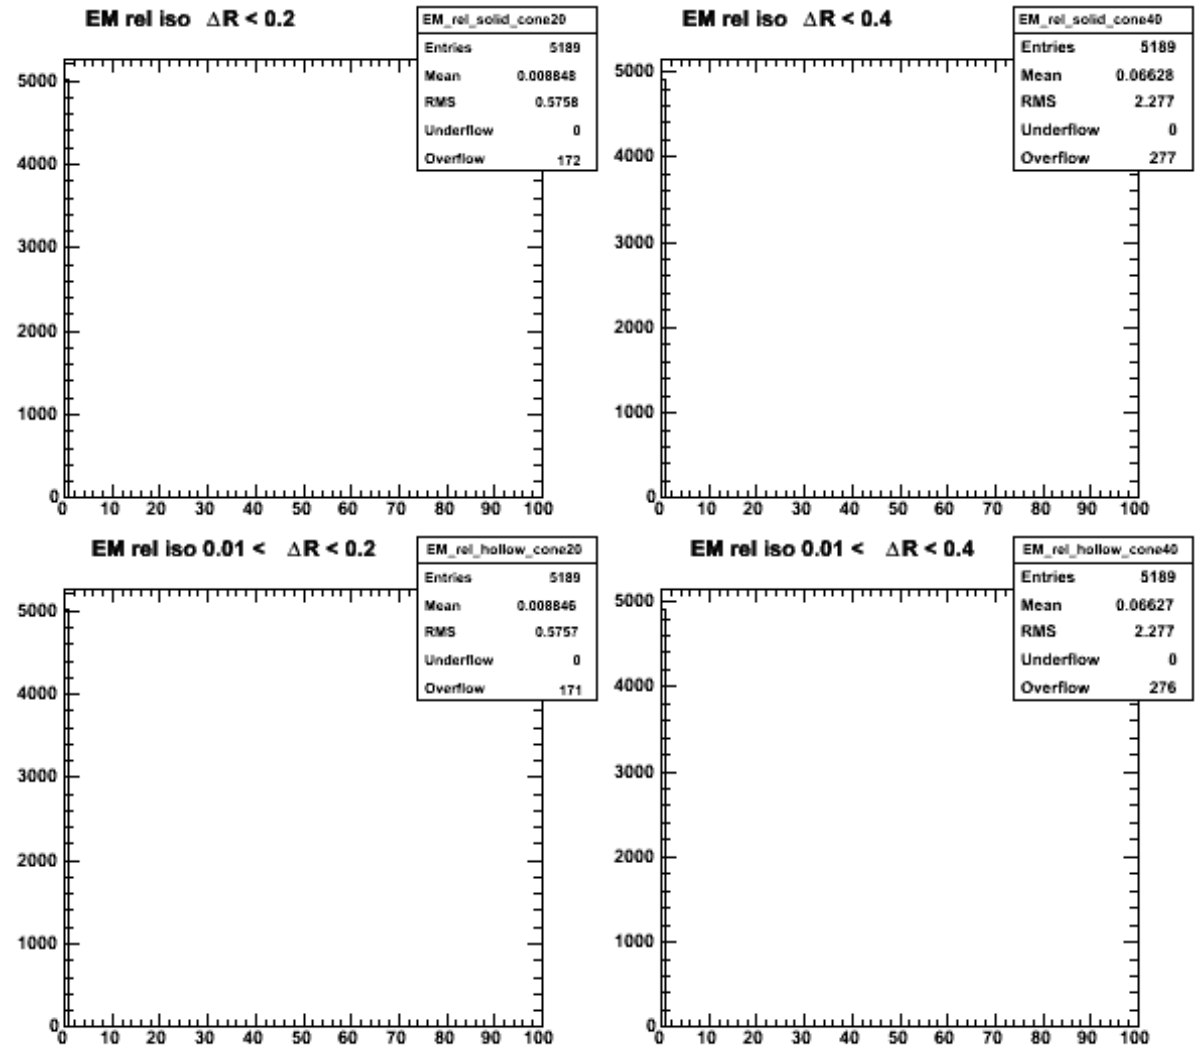 EM rel iso ΔR < 0.2
EM_rel_solid_cone20
Entries 5189
Mean 0.008848
RMS 0.5758
Underflow 0
Overflow 172
5000
4000
3000
2000
1000
0
0 10 20 30 40 50 60 70 80 90 100
EM rel iso ΔR < 0.4
EM_rel_solid_cone40
Entries 5189
Mean 0.06628
RMS 2.277
Underflow 0
Overflow 277
5000
4000
3000
2000
1000
0
0 10 20 30 40 50 60 70 80 90 100
EM rel iso 0.01 < ΔR < 0.2
EM_rel_hollow_cone20
Entries 5189
Mean 0.008846
RMS 0.5757
Underflow 0
Overflow 171
5000
4000
3000
2000
1000
0
0 10 20 30 40 50 60 70 80 90 100
EM rel iso 0.01 < ΔR < 0.4
EM_rel_hollow_cone40
Entries 5189
Mean 0.06627
RMS 2.277
Underflow 0
Overflow 276
5000
4000
3000
2000
1000
0
0 10 20 30 40 50 60 70 80 90 100